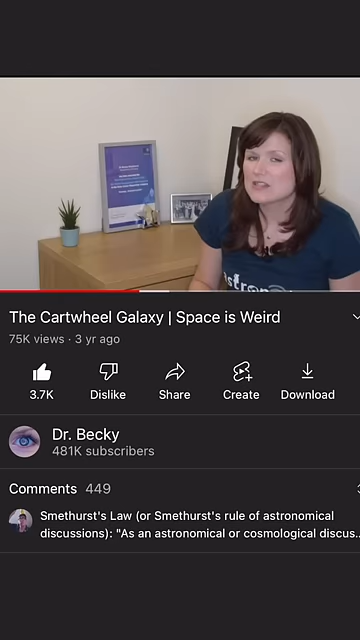 The Cartwheel Galaxy | Space is Weird
75K views · 3 yr ago
3.7K
Dislike
Share
Create
Download
Dr. Becky
481K subscribers
Comments 449
Smethurst's Law (or Smethurst's rule of astronomical
discussions): "As an astronomical or cosmological discus...